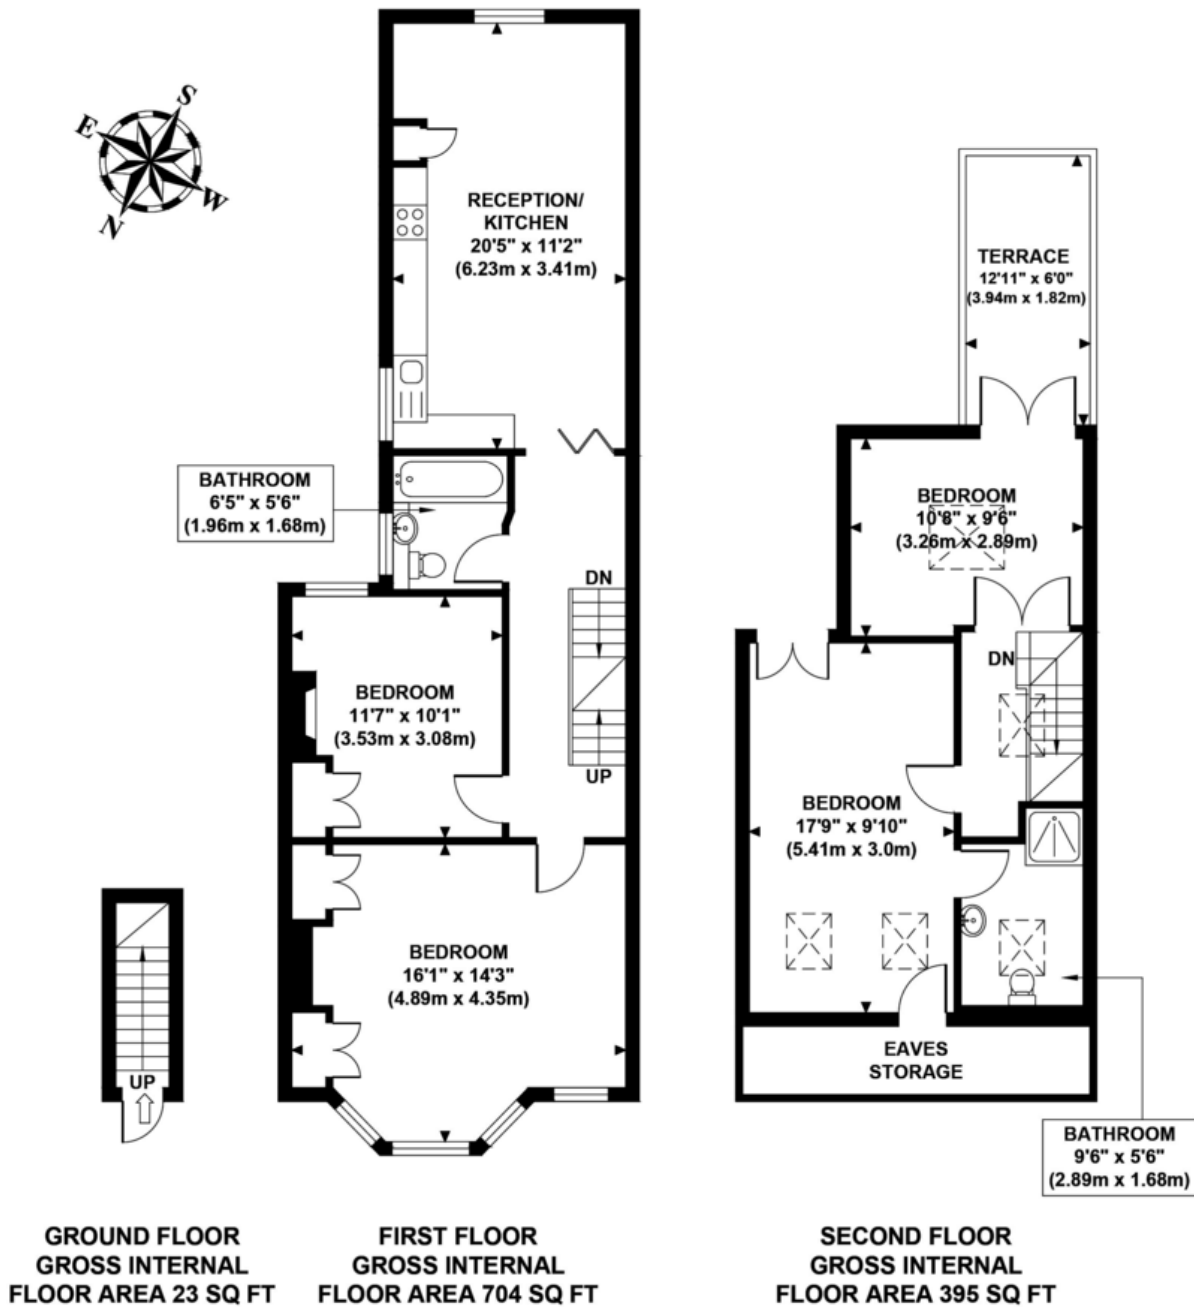 S
E
W
N
RECEPTION/
KITCHEN
20'5" x 11'2"
(6.23m x 3.41m)
BATHROOM
6'5" x 5'6"
(1.96m x 1.68m)
DN
UP
BEDROOM
11'7" x 10'1"
(3.53m x 3.08m)
BEDROOM
16'1" x 14'3"
(4.89m x 4.35m)
UP
TERRACE
12'11" x 6'0"
(3.94m x 1.82m)
BEDROOM
10'8" x 9'6"
(3.26m x 2.89m)
DN
BEDROOM
17'9" x 9'10"
(5.41m x 3.0m)
EAVES
STORAGE
BATHROOM
9'6" x 5'6"
(2.89m x 1.68m)
GROUND FLOOR
GROSS INTERNAL
FLOOR AREA 23 SQ FT
FIRST FLOOR
GROSS INTERNAL
FLOOR AREA 704 SQ FT
SECOND FLOOR
GROSS INTERNAL
FLOOR AREA 395 SQ FT